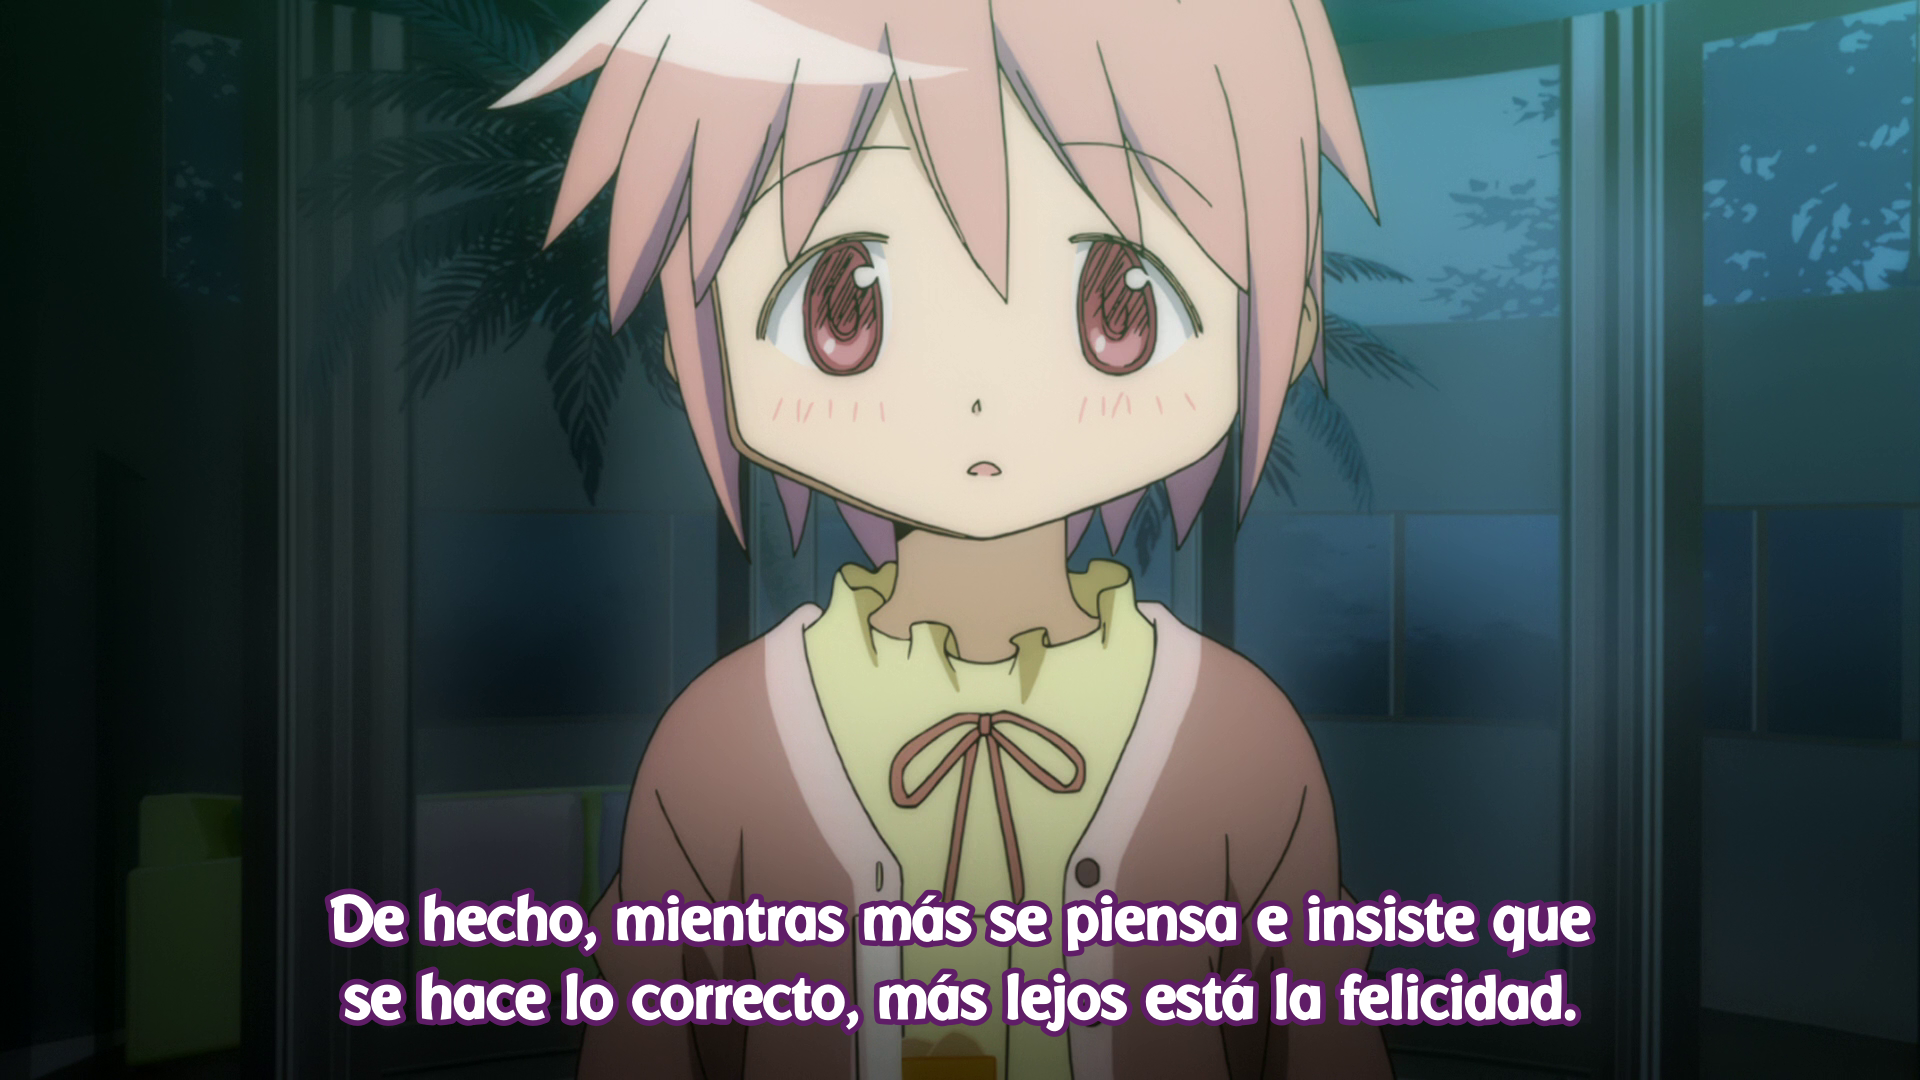 De hecho, mientras más se piensa e insiste que
se hace lo correcto, más lejos está la felicidad.